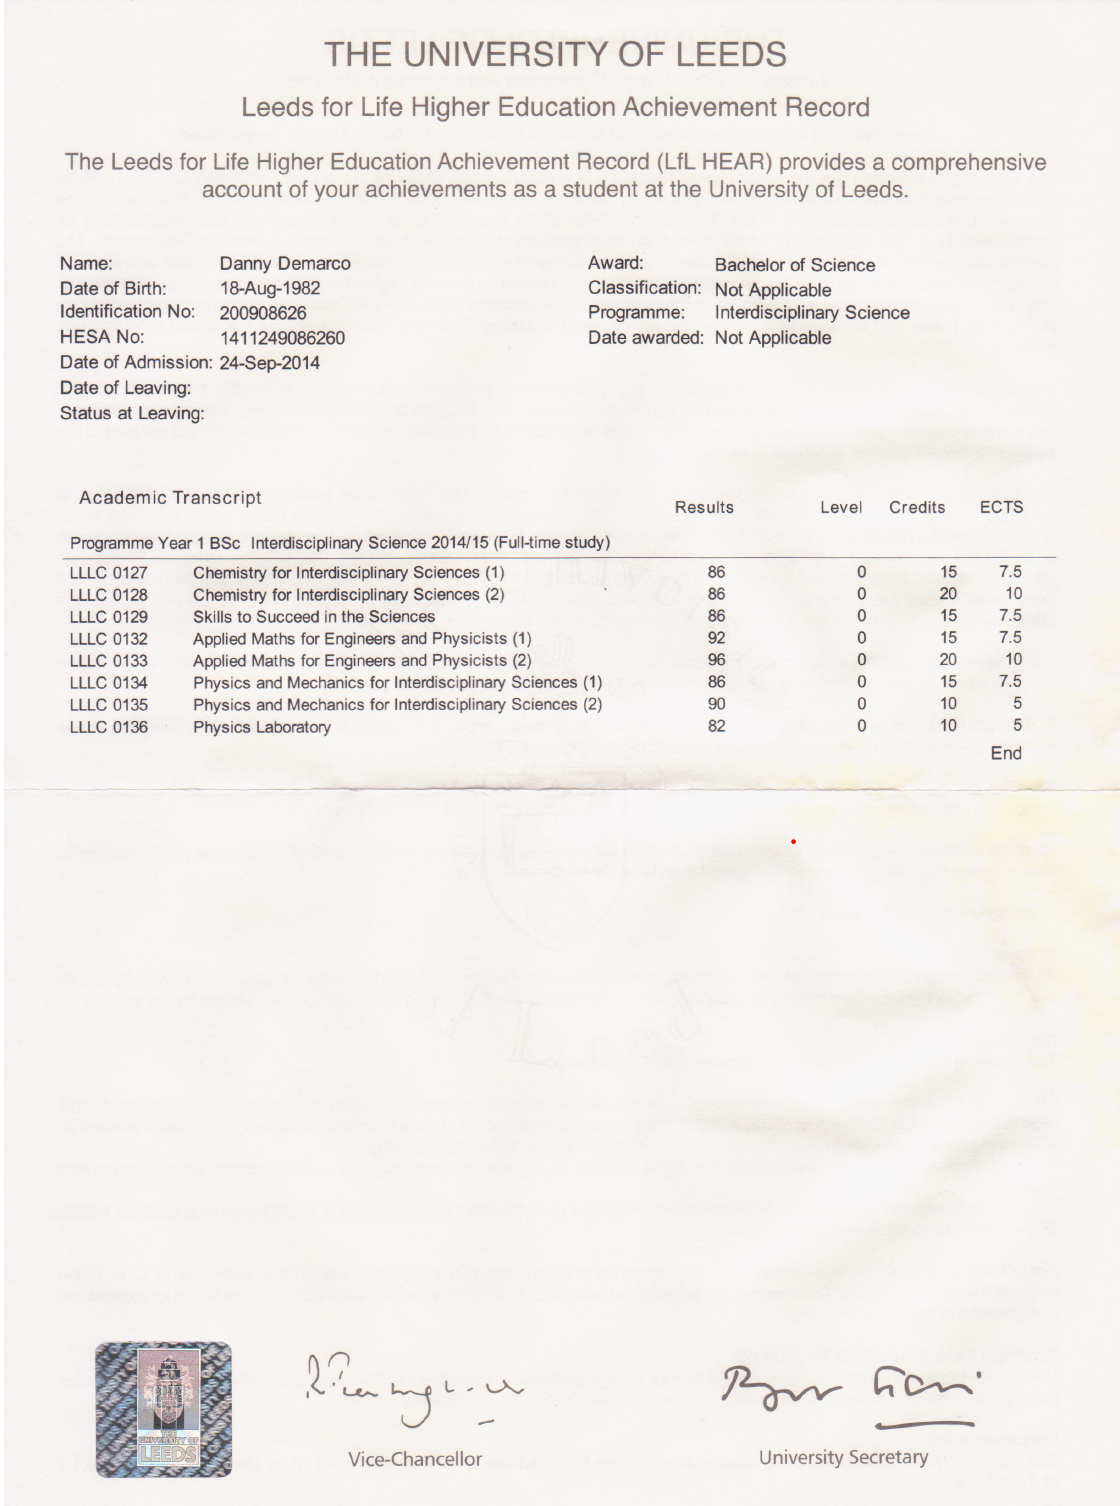 THE UNIVERSITY OF LEEDS
Leeds for Life Higher Education Achievement Record
The Leeds for Life Higher Education Achievement Record (LfL HEAR) provides a comprehensive
account of your achievements as a student at the University of Leeds.
Name: Danny Demarco
Date of Birth: 18-Aug-1982
Identification No: 200908626
HESA No: 1411249086260
Date of Admission: 24-Sep-2014
Date of Leaving:
Status at Leaving:
Award: Bachelor of Science
Classification: Not Applicable
Programme: Interdisciplinary Science
Date awarded: Not Applicable
Academic Transcript Results Level Credits ECTS
Programme Year 1 BSc Interdisciplinary Science 2014/15 (Full-time study)
LLLC 0127 Chemistry for Interdisciplinary Sciences (1) 86 0 15 7.5
LLLC 0128 Chemistry for Interdisciplinary Sciences (2) 86 0 20 10
LLLC 0129 Skills to Succeed in the Sciences 86 0 15 7.5
LLLC 0132 Applied Maths for Engineers and Physicists (1) 92 0 15 7.5
LLLC 0133 Applied Maths for Engineers and Physicists (2) 96 0 20 10
LLLC 0134 Physics and Mechanics for Interdisciplinary Sciences (1) 86 0 15 7.5
LLLC 0135 Physics and Mechanics for Interdisciplinary Sciences (2) 90 0 10 5
LLLC 0136 Physics Laboratory 82 0 10 5
End
THE
UNIVERSITY OF
LEEDS
Vice-Chancellor
University Secretary